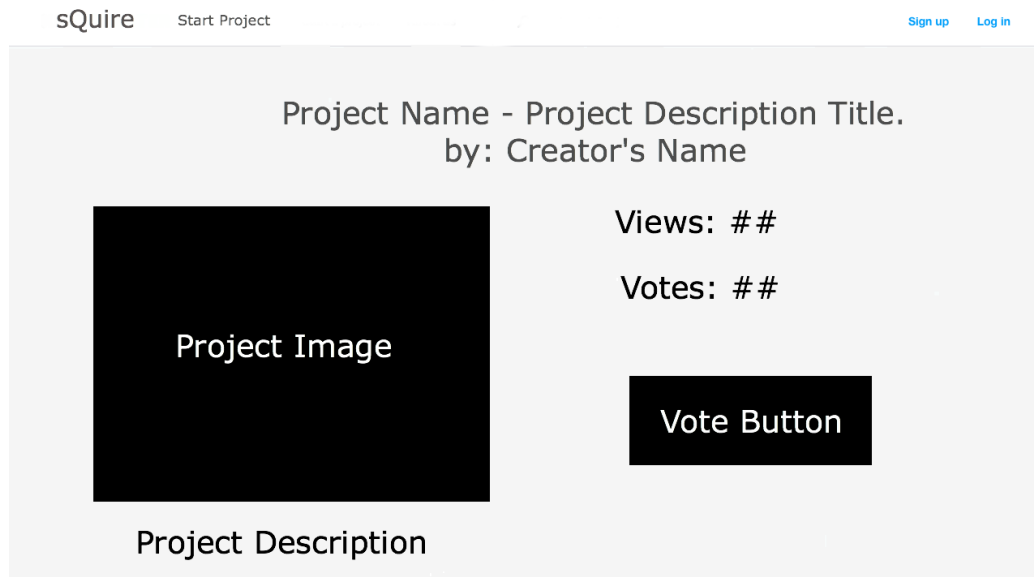 sQuire Start Project Sign up Log in
Project Name - Project Description Title.
by: Creator's Name
Views: ##
Votes: ##
Project Image
Vote Button
Project Description